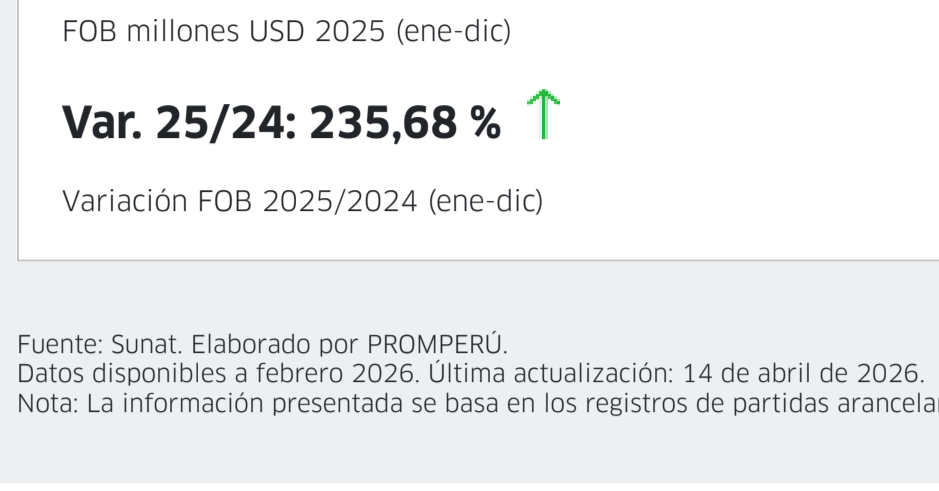 FOB millones USD 2025 (ene-dic)
Var. 25/24: 235,68 %
Variación FOB 2025/2024 (ene-dic)
Fuente: Sunat. Elaborado por PROMPERÚ.
Datos disponibles a febrero 2026. Última actualización: 14 de abril de 2026.
Nota: La información presentada se basa en los registros de partidas